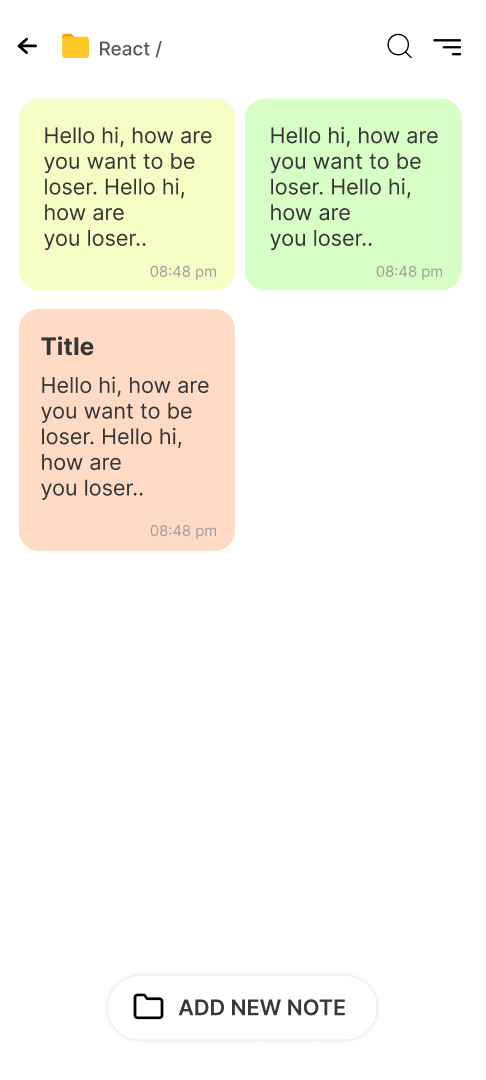 React /
Hello hi, how are
you want to be
loser. Hello hi,
how are
you loser..
08:48 pm
Hello hi, how are
you want to be
loser. Hello hi,
how are
you loser..
08:48 pm
Title
Hello hi, how are
you want to be
loser. Hello hi,
how are
you loser..
08:48 pm
ADD NEW NOTE